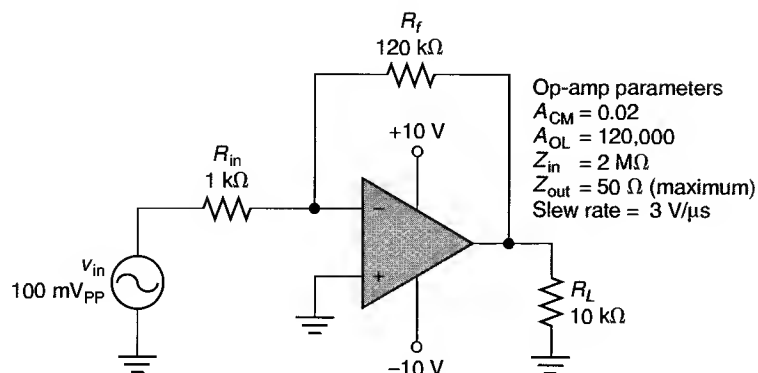 R_f
120 kΩ
Op-amp parameters
A_CM = 0.02
A_OL = 120,000
Z_in = 2 MΩ
Z_out = 50 Ω (maximum)
Slew rate = 3 V/μs
+10 V
R_in
1 kΩ
−
+
v_in
100 mV_PP
R_L
10 kΩ
−10 V